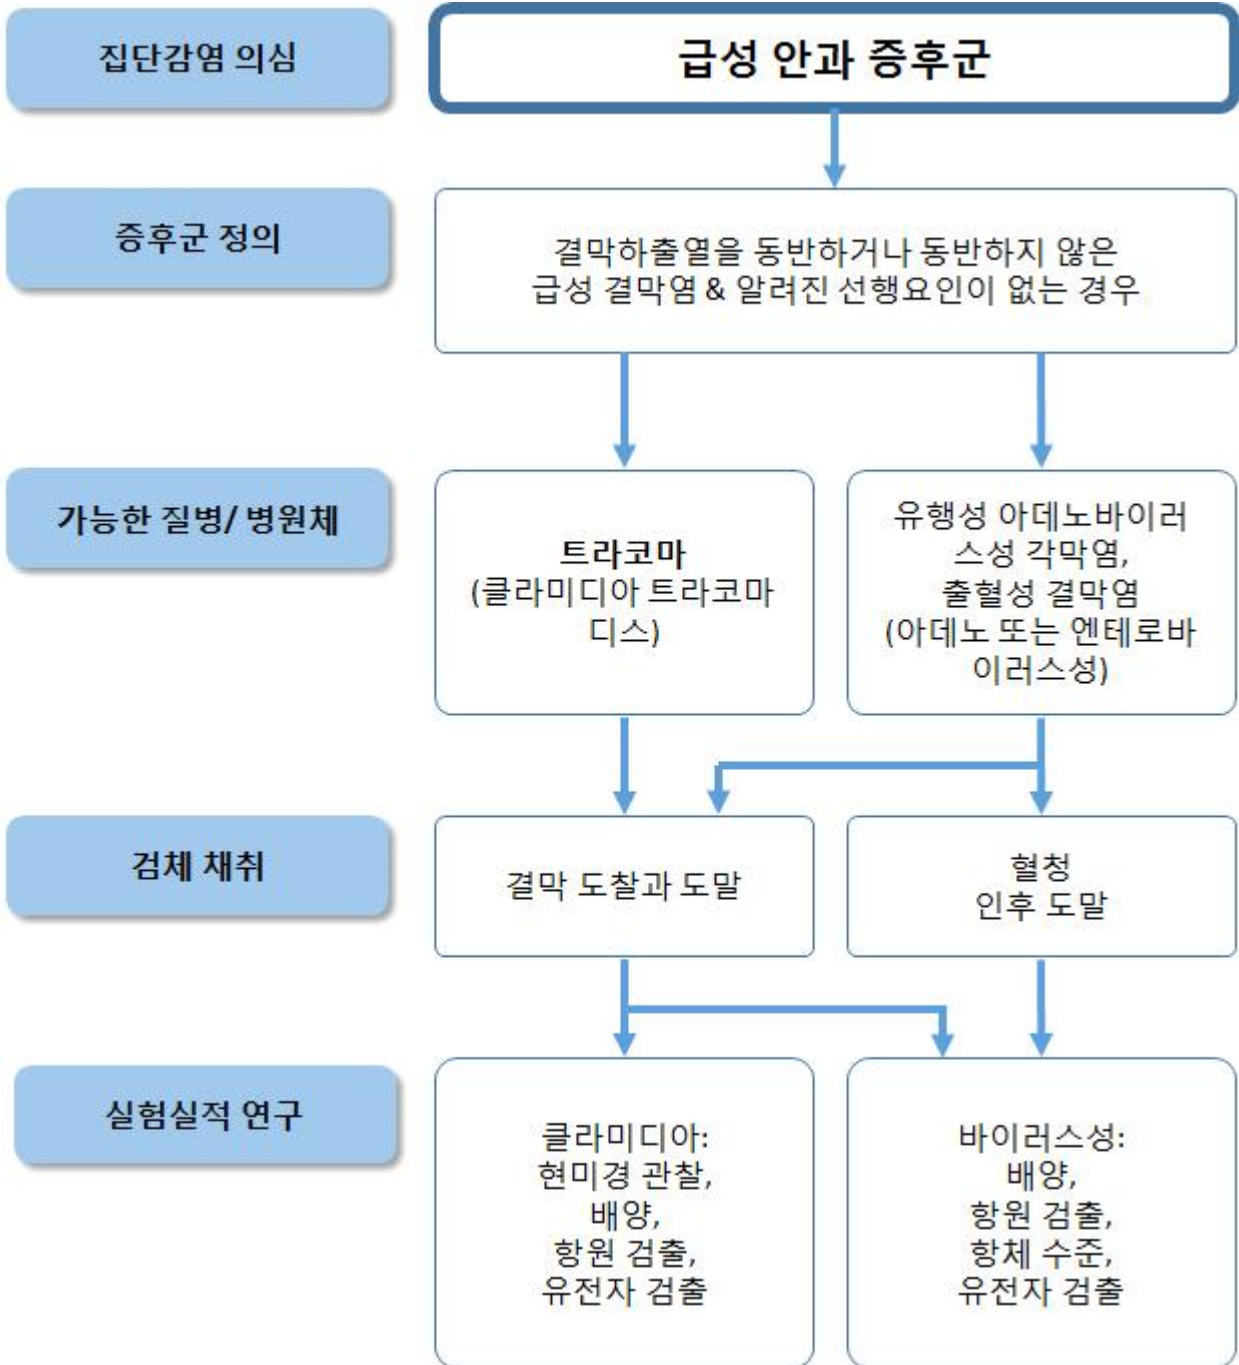 집단감염 의심
급성 안과 증후군
증후군 정의
결막하출열을 동반하거나 동반하지 않은
급성 결막염 & 알려진 선행요인이 없는 경우
가능한 질병/ 병원체
트라코마
(클라미디아 트라코마
디스)
유행성 아데노바이러
스성 각막염,
출혈성 결막염
(아데노 또는 엔테로바
이러스성)
검체 채취
결막 도찰과 도말
혈청
인후 도말
실험실적 연구
클라미디아:
현미경 관찰,
배양,
항원 검출,
유전자 검출
바이러스성:
배양,
항원 검출,
항체 수준,
유전자 검출